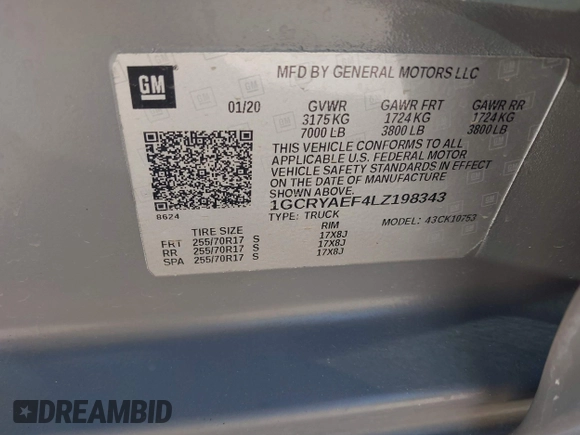 GM
MFD BY GENERAL MOTORS LLC
01/20 GVWR GAWR FRT GAWR RR
3175 KG 1724 KG 1724 KG
7000 LB 3800 LB 3800 LB
THIS VEHICLE CONFORMS TO ALL
APPLICABLE U.S. FEDERAL MOTOR
VEHICLE SAFETY STANDARDS IN EFFECT
ON THE DATE OF MANUFACTURE
SHOWN ABOVE.
1GCRYAEF4LZ198343
8624
TYPE: TRUCK MODEL: 43CK10753
TIRE SIZE RIM
FRT 255/70R17 S 17X8J
RR 255/70R17 S 17X8J
SPA 255/70R17 S 17X8J
DREAMBID